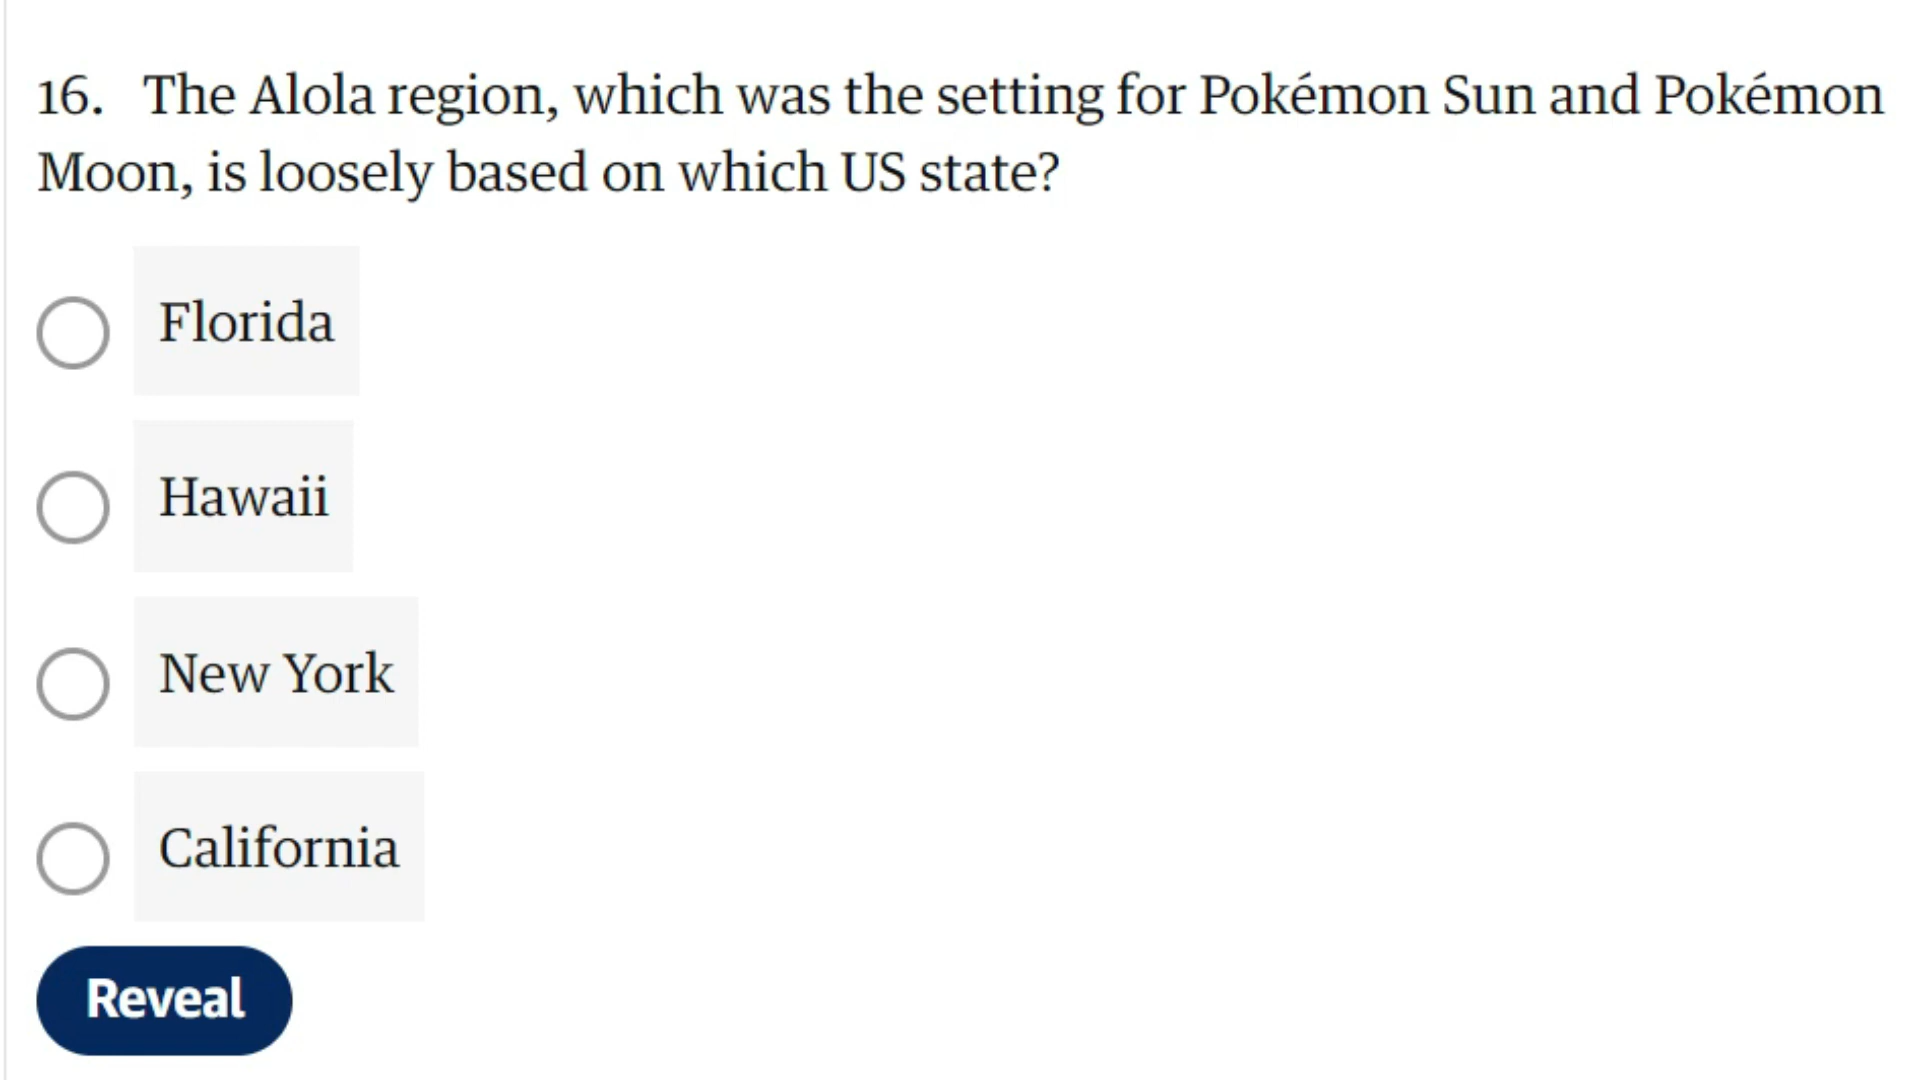 16. The Alola region, which was the setting for Pokémon Sun and Pokémon
Moon, is loosely based on which US state?
Florida
Hawaii
New York
California
Reveal